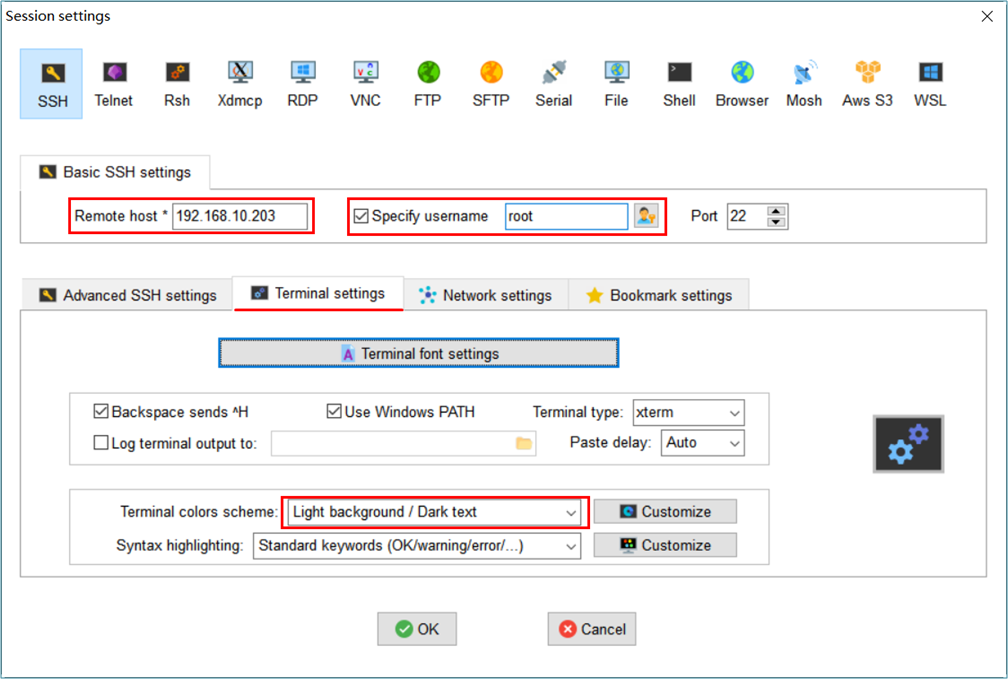 Session settings
SSH Telnet Rsh Xdmcp RDP VNC FTP SFTP Serial File Shell Browser Mosh Aws S3 WSL
Basic SSH settings
Remote host * 192.168.10.203 Specify username root Port 22
Advanced SSH settings Terminal settings Network settings Bookmark settings
Terminal font settings
Backspace sends ^H Use Windows PATH Terminal type: xterm
Log terminal output to: Paste delay: Auto
Terminal colors scheme: Light background / Dark text Customize
Syntax highlighting: Standard keywords (OK/warning/error/...) Customize
OK Cancel